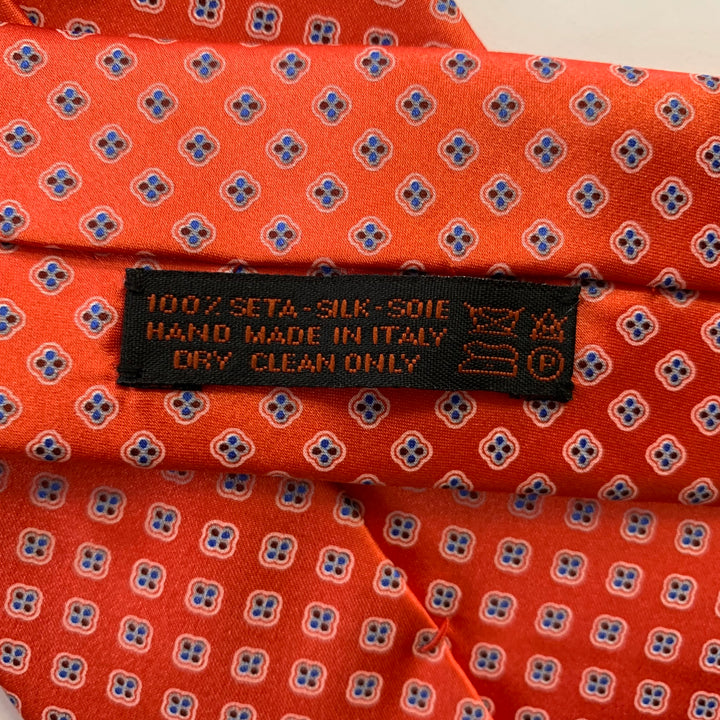 100% SETA-SILK-SOIE
HAND MADE IN ITALY
DRY CLEAN ONLY
P